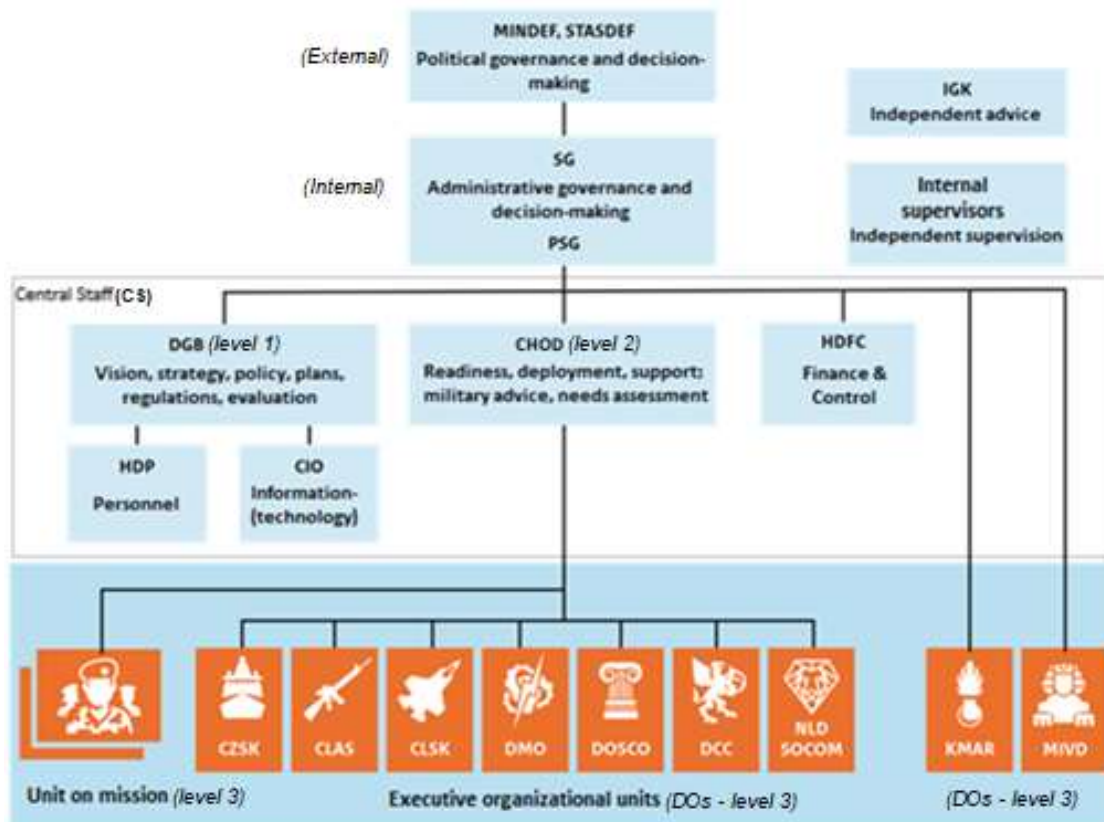 MINDEF, STASDEF
(External)
Political governance and decision-
making
IGK
Independent advice
SG
(Internal)
Administrative governance and
decision-making
PSG
Internal
supervisors
Independent supervision
Central Staff (CS)
DGB (level 1)
Vision, strategy, policy, plans,
regulations, evaluation
CHOD (level 2)
Readiness, deployment, support;
military advice, needs assessment
HDFC
Finance &
Control
HDP
Personnel
CIO
Information-
(technology)
CZSK
CLAS
CLSK
DMO
DOSCO
DCC
NLD
SOCOM
KMAR
MIVD
Unit on mission (level 3)
Executive organizational units (DOs - level 3)
(DOs - level 3)